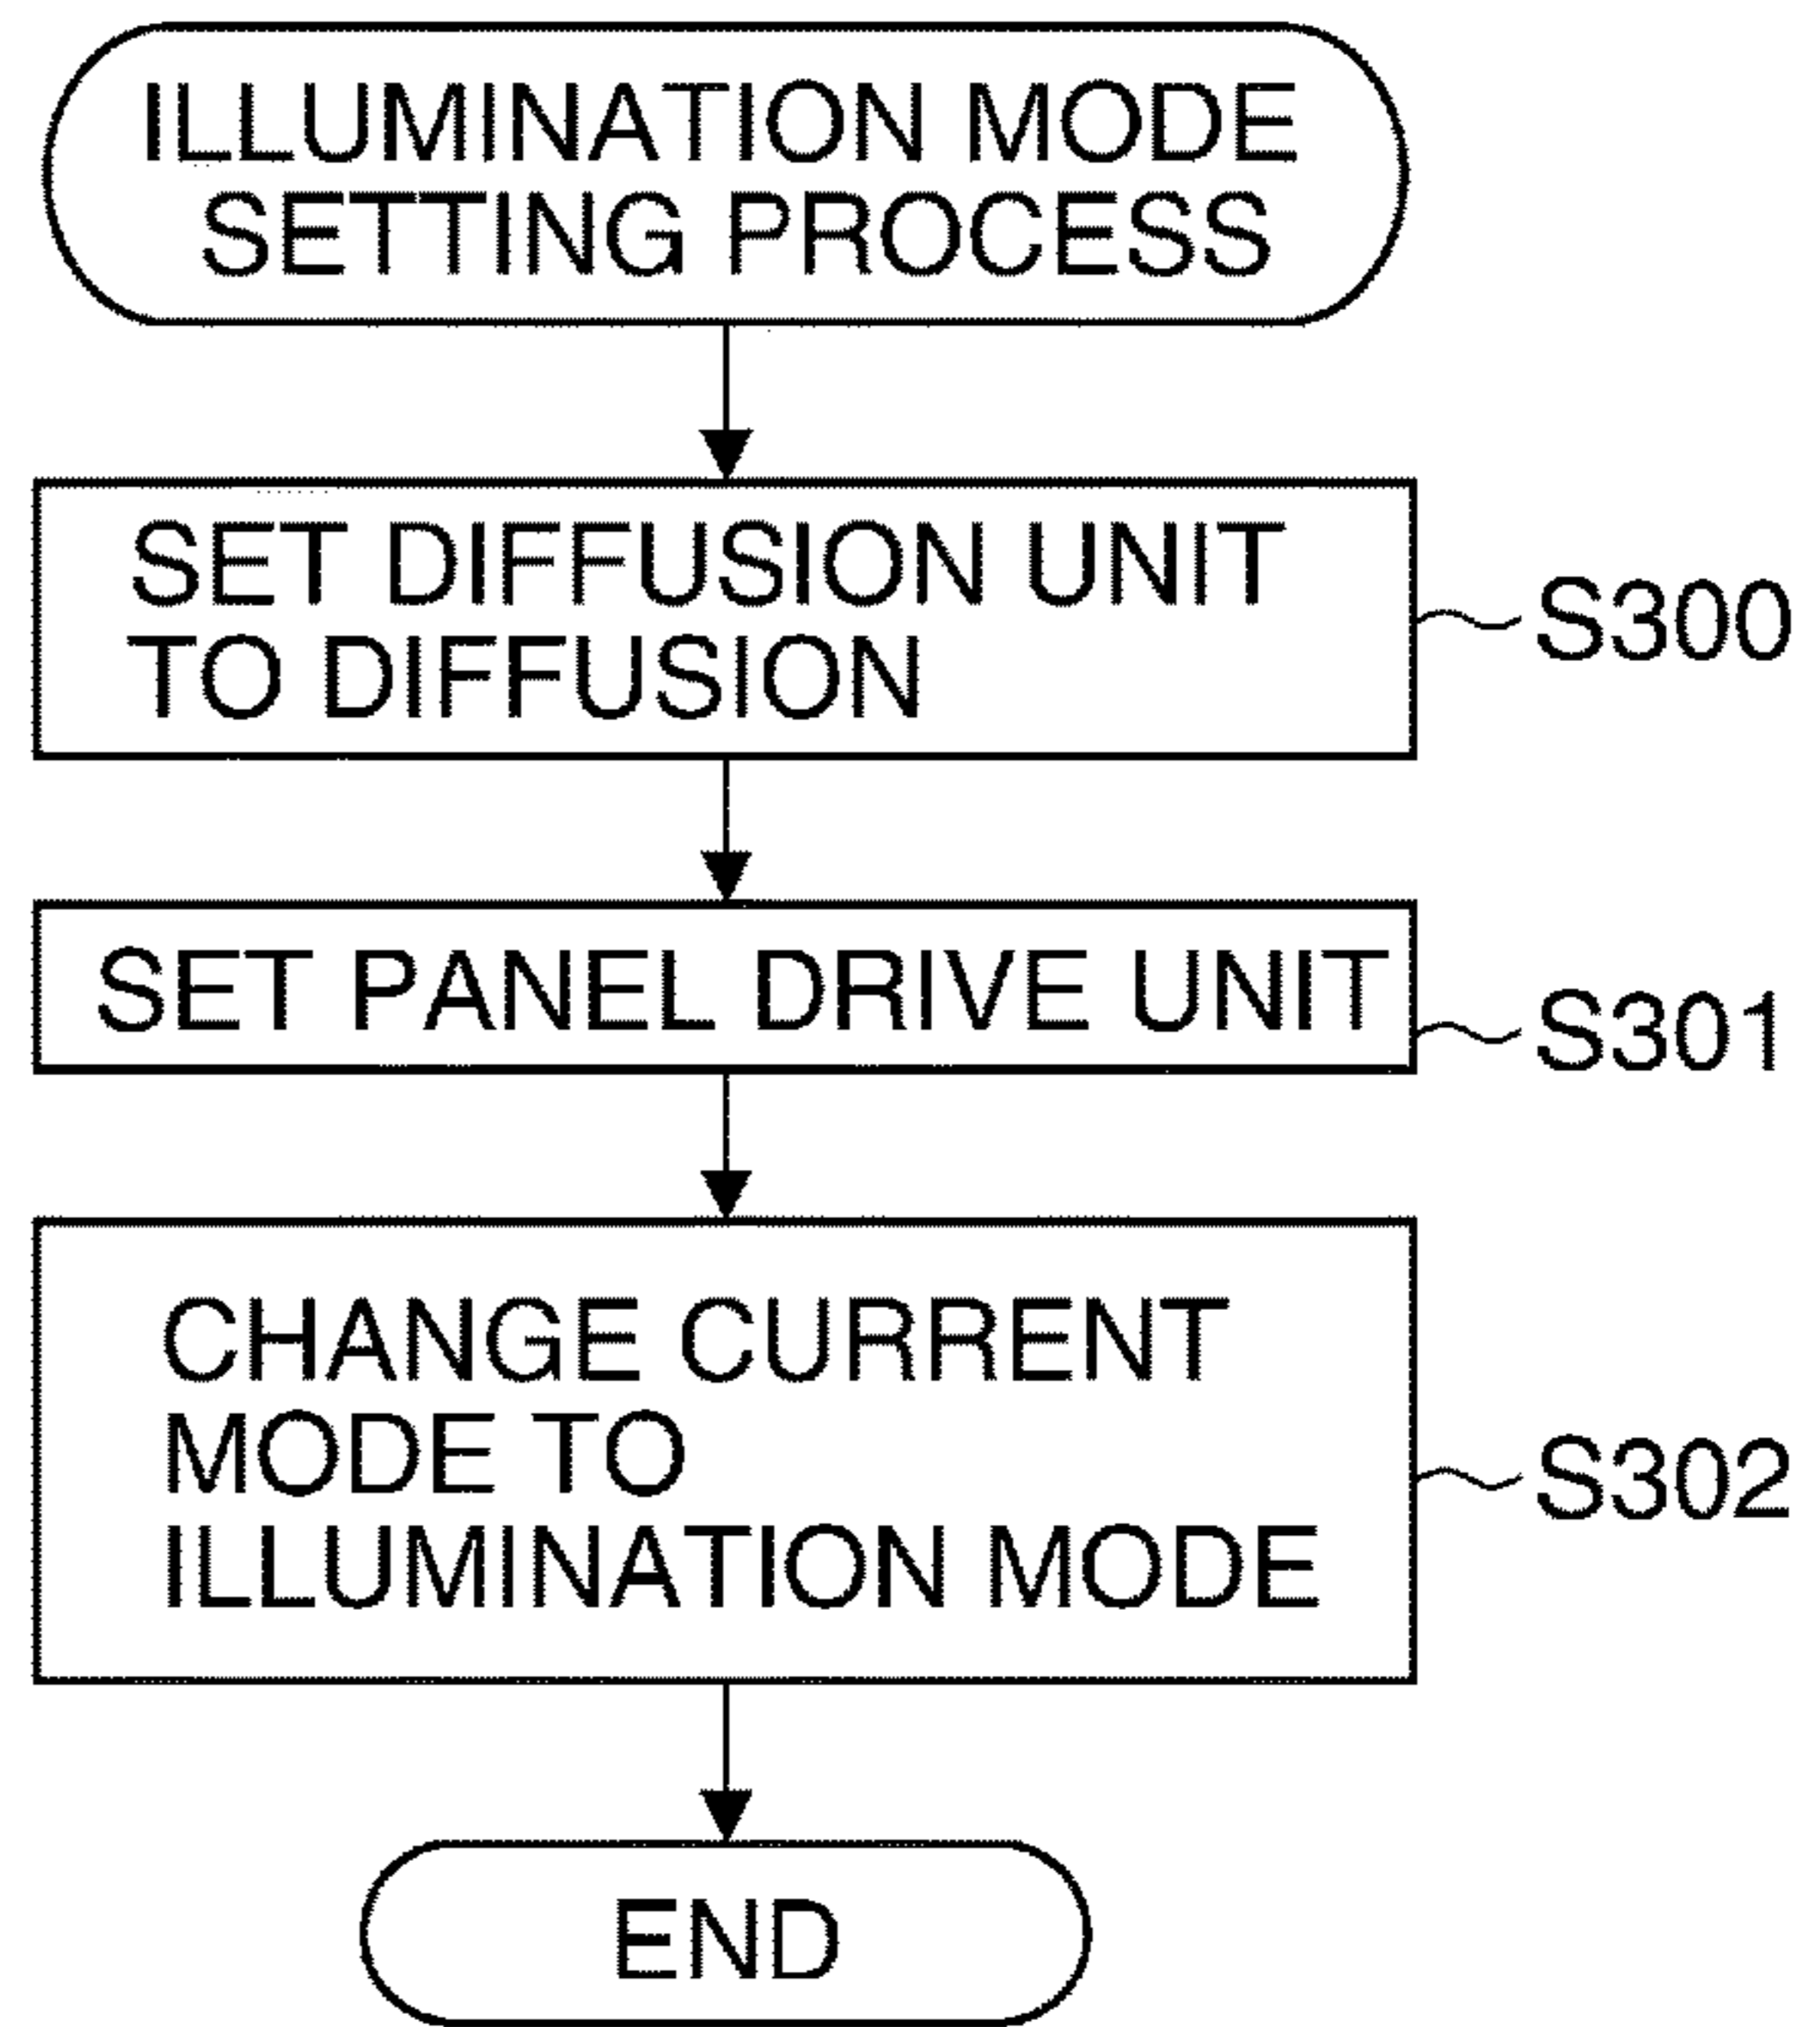 ILLUMINATION MODE
SETTING PROCESS
SET DIFFUSION UNIT
TO DIFFUSION
S300
SET PANEL DRIVE UNIT
S301
CHANGE CURRENT
MODE TO
ILLUMINATION MODE
S302
END